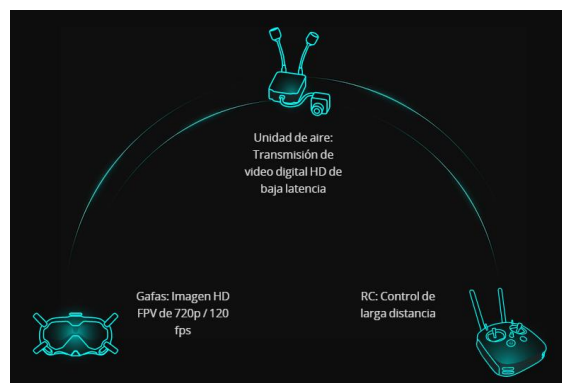 Unidad de aire:
Transmisión de
video digital HD de
baja latencia
Gafas: Imagen HD
FPV de 720p / 120
fps
RC: Control de
larga distancia